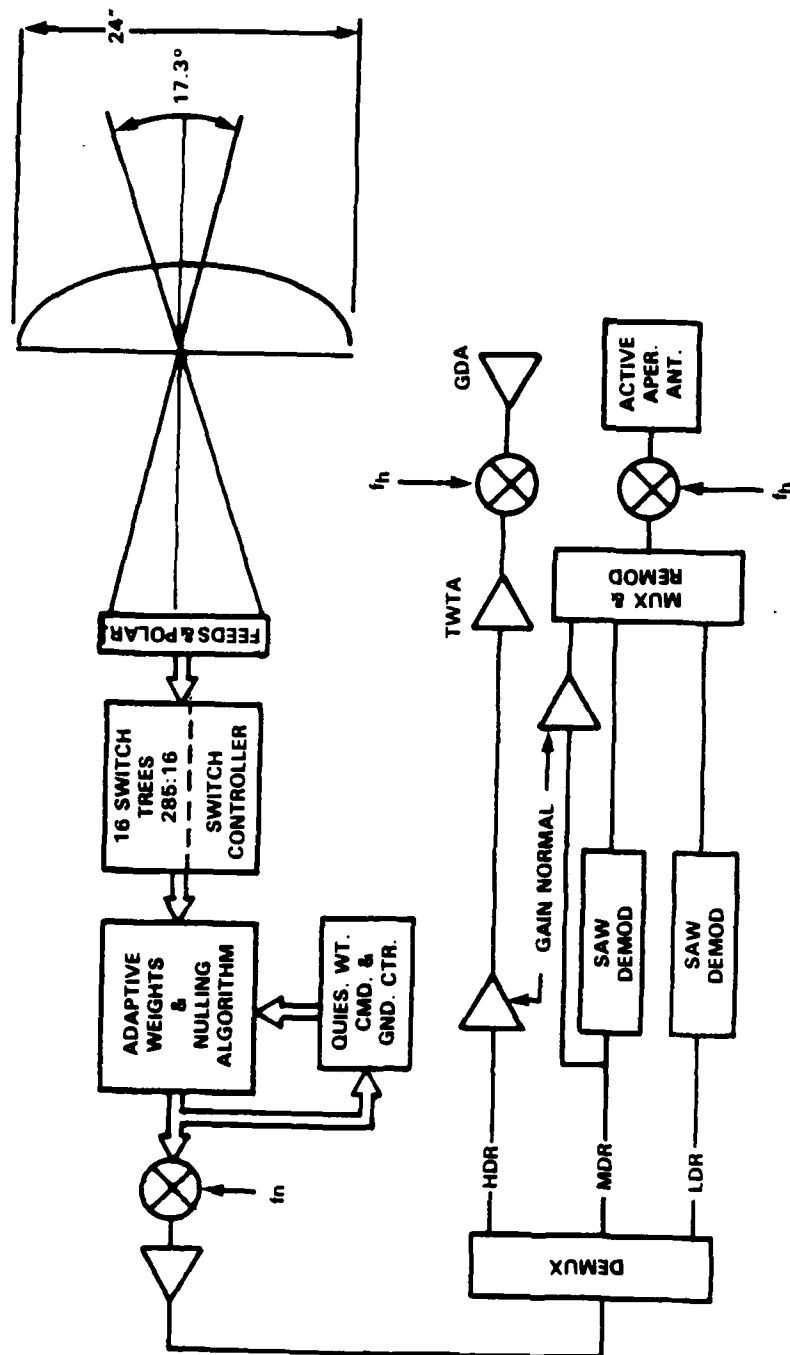 24"
17.3°
FEEDS & POLAR.
16 SWITCH
TREES
285:16
SWITCH
CONTROLLER
ADAPTIVE
WEIGHTS
&
NULLING
ALGORITHM
QUIES. WT.
CMD. &
GND. CTR.
fn
DEMUX
HDR
MDR
LDR
GAIN NORMAL
SAW
DEMOD
SAW
DEMOD
TWTA
fh
GDA
MUX &
REMOD
fh
ACTIVE
APER.
ANT.